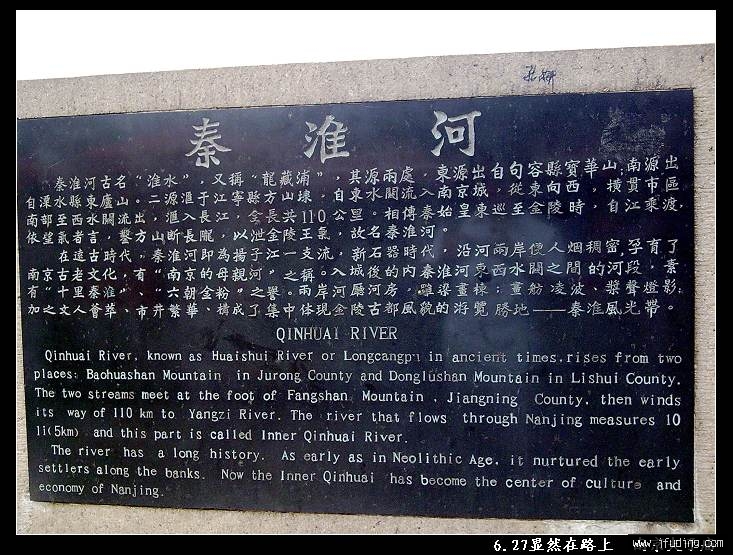 秦淮河
秦淮河古名“淮水”，又稱“龍藏浦”，其源兩處，東源出自句容縣寶華山，南源出
自溧水縣東廬山。二源滙于江寧縣方山埭，自東水關流入南京城，從東向西，橫貫市區
南部至西水關流出，滙入長江，全長共110公里。相傳秦始皇東巡至金陵時，自江乘渡，
依望氣者言，鑿方山断長隴，以泄金陵王氣，故名秦淮河。
在遠古時代，秦淮河即為揚子江一支流，新石器時代，沿河兩岸便人烟稠密，孕育了
南京古老文化，有“南京的母親河”之稱。入城後的内秦淮河東西水關之間的河段，素
有“十里秦淮”、“六朝金粉”之譽。兩岸河廳河房，雕梁畫棟；畫舫凌波、槳聲燈影
加之文人薈萃、市井繁華、構成了集中体現金陵古都風貌的游覽勝地——秦淮風光帶。
QINHUAI RIVER
Qinhuai River, known as Huaishui River or Longcangpu in ancient times, rises from two
places: Baohuashan Mountain in Jurong County and Donglushan Mountain in Lishui County.
The two streams meet at the foot of Fangshan Mountain, Jiangning County, then winds
its way of 110 km to Yangzi River. The river that flows through Nanjing measures 10
li(5km) and this part is called Inner Qinhuai River.
The river has a long history. As early as in Neolithic Age, it nurtured the early
settlers along the banks. Now the Inner Qinhuai has become the center of culture and
economy of Nanjing.
6.27显然在路上 www.jfuding.com